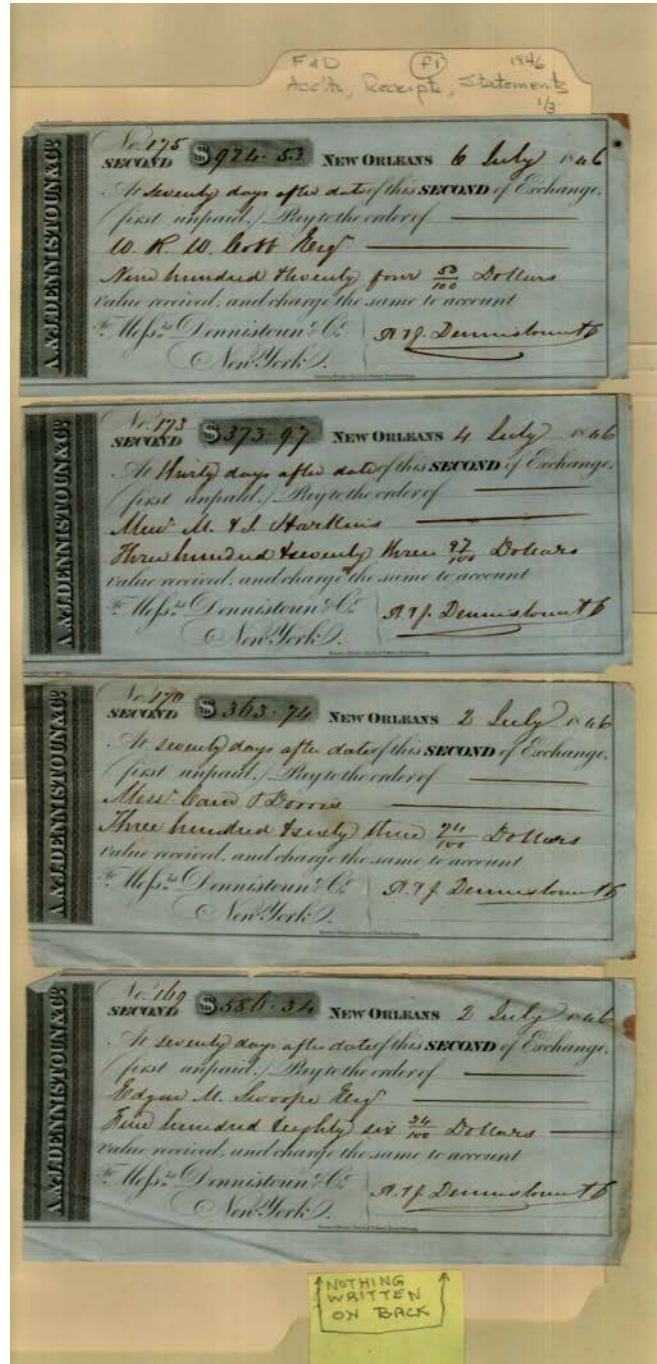 F&D (f1) 1846
Acc'ts, Receipts, Statements
1/3
A. & J. DENNISTOUN & Co.
No. 175
SECOND $974.53 NEW ORLEANS 6 July 1846
At seventy days after date of this SECOND of Exchange,
(first unpaid.) Pay to the order of
W. R. W. Cobb Esqr
Nine hundred & seventy four 53/100 Dollars
value received, and charge the same to account
To Messrs. Dennistoun & Co. A & J. Dennistoun & Co
New York.
A. & J. DENNISTOUN & Co.
No. 173
SECOND $373.97 NEW ORLEANS 4 July 1846
At thirty days after date of this SECOND of Exchange,
(first unpaid.) Pay to the order of
Messrs M. & J. Harkins
Three hundred & seventy three 97/100 Dollars
value received, and charge the same to account
To Messrs. Dennistoun & Co. A & J. Dennistoun & Co
New York.
A. & J. DENNISTOUN & Co.
No. 170
SECOND $363.74 NEW ORLEANS 2 July 1846
At seventy days after date of this SECOND of Exchange,
(first unpaid.) Pay to the order of
Messrs & Dorris
Three hundred & sixty three 74/100 Dollars
value received, and charge the same to account
To Messrs. Dennistoun & Co. A & J. Dennistoun & Co
New York.
A. & J. DENNISTOUN & Co.
No. 169
SECOND $586.34 NEW ORLEANS 2 July 1846
At seventy days after date of this SECOND of Exchange,
(first unpaid.) Pay to the order of
Edgar M. Swoope Esqr
Five hundred & eighty six 34/100 Dollars
value received, and charge the same to account
To Messrs. Dennistoun & Co. A & J. Dennistoun & Co
New York.
NOTHING
WRITTEN
ON BACK